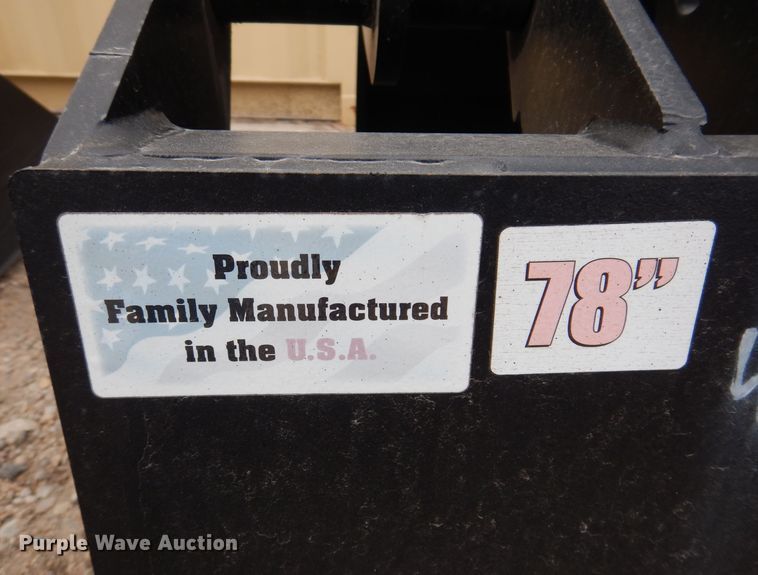 Proudly
Family Manufactured
in the U.S.A.
78”
Purple Wave Auction